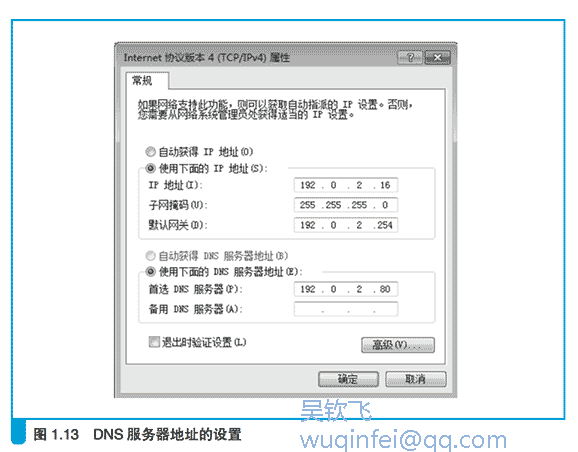 Internet 协议版本 4 (TCP/IPv4) 属性
常规
如果网络支持此功能,则可以获取自动指派的 IP 设置。否则,
您需要从网络系统管理员处获得适当的 IP 设置。
自动获得 IP 地址(O)
使用下面的 IP 地址(S):
IP 地址(I): 192 . 0 . 2 . 16
子网掩码(U): 255 .255 .255 . 0
默认网关(D): 192 . 0 . 2 .254
自动获得 DNS 服务器地址(B)
使用下面的 DNS 服务器地址(E):
首选 DNS 服务器(P): 192 . 0 . 2 . 80
备用 DNS 服务器(A): . . .
退出时验证设置(L)
高级(V)...
确定 取消
图 1.13 DNS 服务器地址的设置
吴钦飞
wuqinfei@qq.com